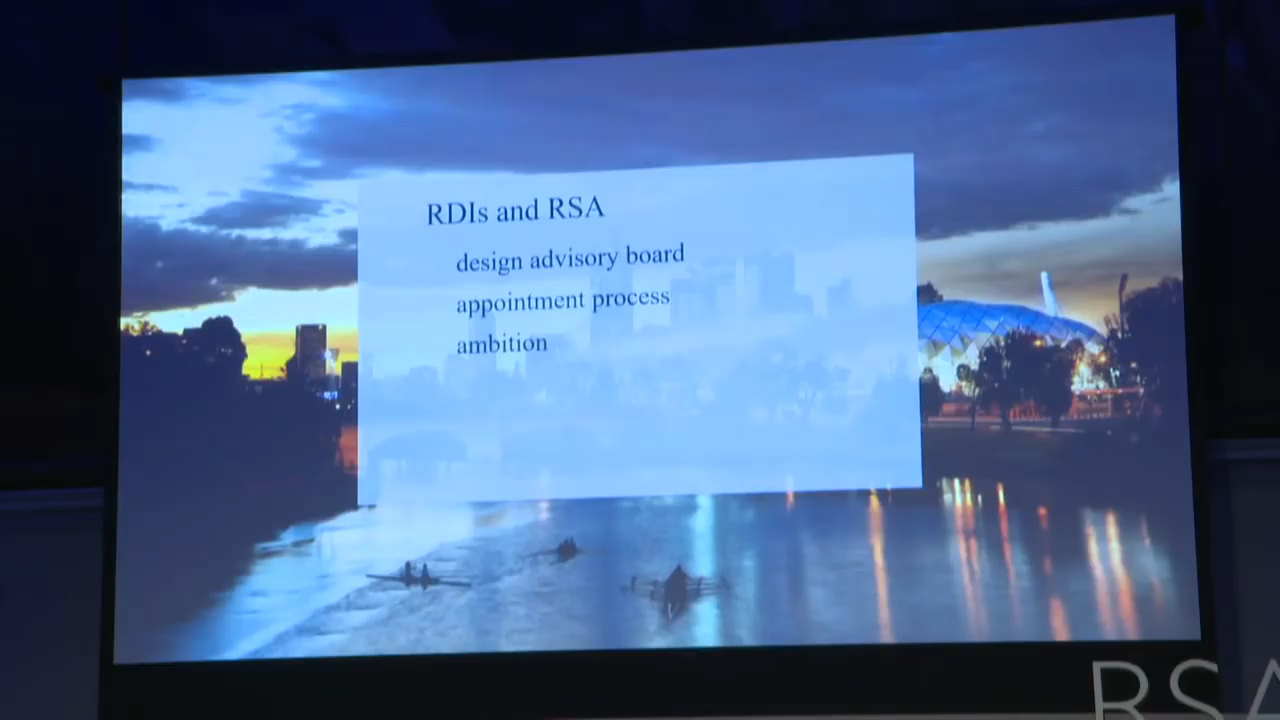 RDIs and RSA
design advisory board
appointment process
ambition
RSA